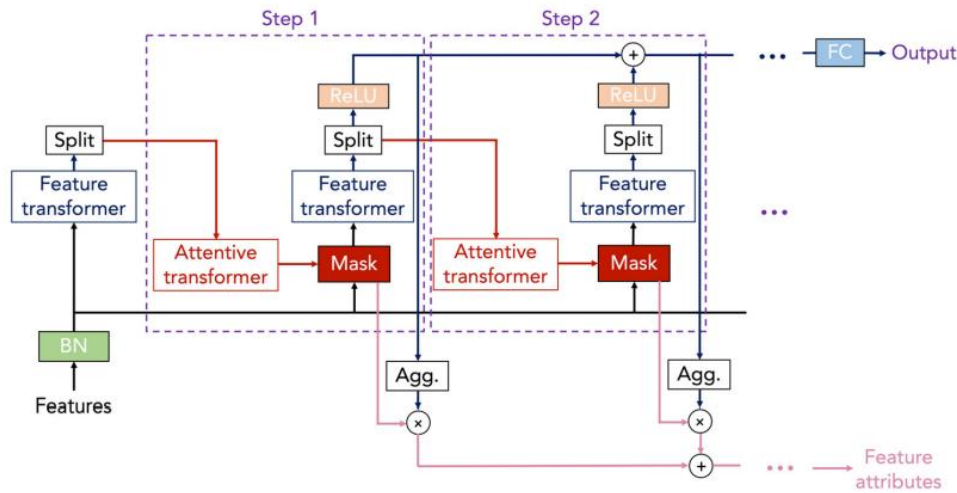 Step 1
Step 2
FC
Output
ReLU
ReLU
Split
Split
Split
Feature
transformer
Feature
transformer
Feature
transformer
Attentive
transformer
Mask
Attentive
transformer
Mask
BN
Features
Agg.
Agg.
Feature
attributes